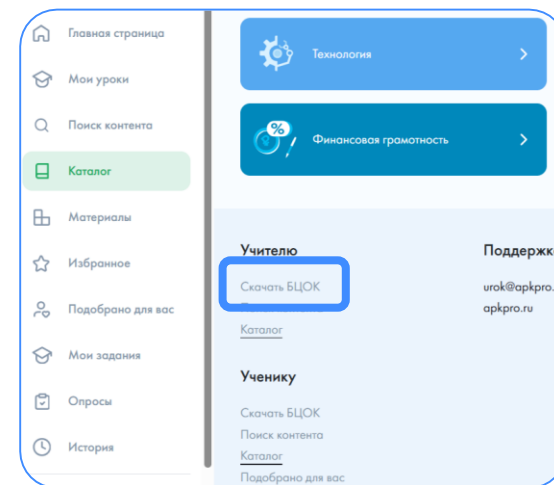 Главная страница
Мои уроки
Поиск контента
Каталог
Материалы
Избранное
Подобрано для вас
Мои задания
Опросы
История
Технология
%
Финансовая грамотность
Учителю
Скачать БЦОК
Каталог
Ученику
Скачать БЦОК
Поиск контента
Каталог
Подобрано для вас
Поддержк
urok@apkpro.
apkpro.ru